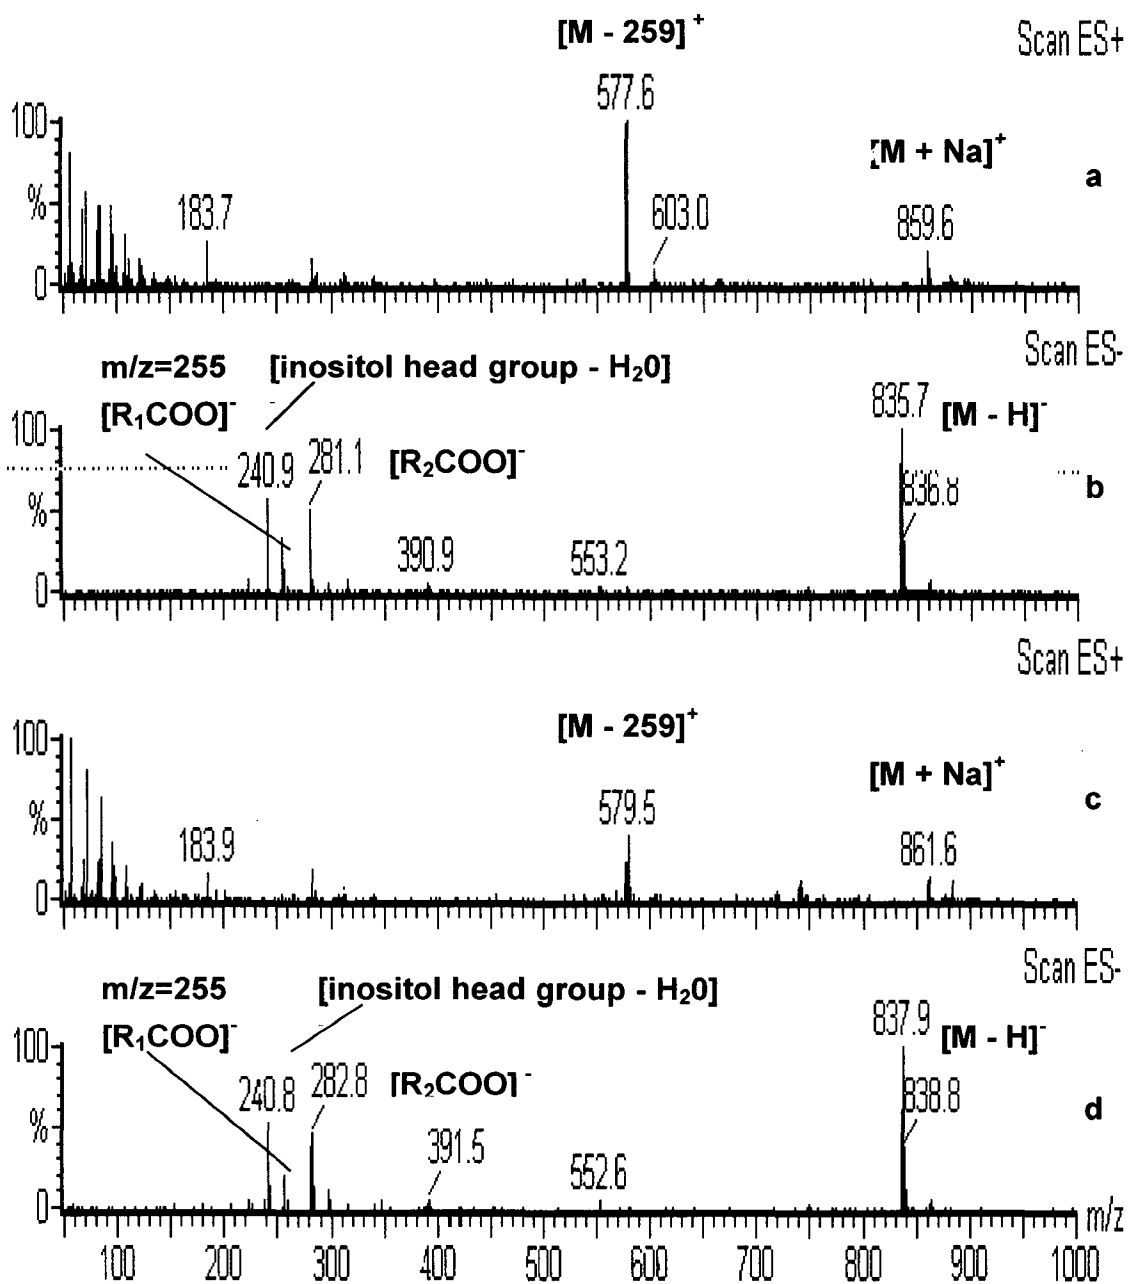 [M - 259]+
Scan ES+
577.6
100
[M + Na]+
a
%
183.7
603.0
859.6
0
Scan ES-
m/z=255 [inositol head group - H20]
[R1COO]-
835.7 [M - H]-
100
240.9 281.1 [R2COO]-
836.8 b
%
390.9 553.2
0
Scan ES+
[M - 259]+
100
[M + Na]+
c
%
579.5
183.9
861.6
0
Scan ES-
m/z=255 [inositol head group - H20]
[R1COO]-
837.9 [M - H]-
100
240.8 282.8 [R2COO]-
838.8 d
%
391.5 552.6
0
m/z
100 200 300 400 500 600 700 800 900 1000